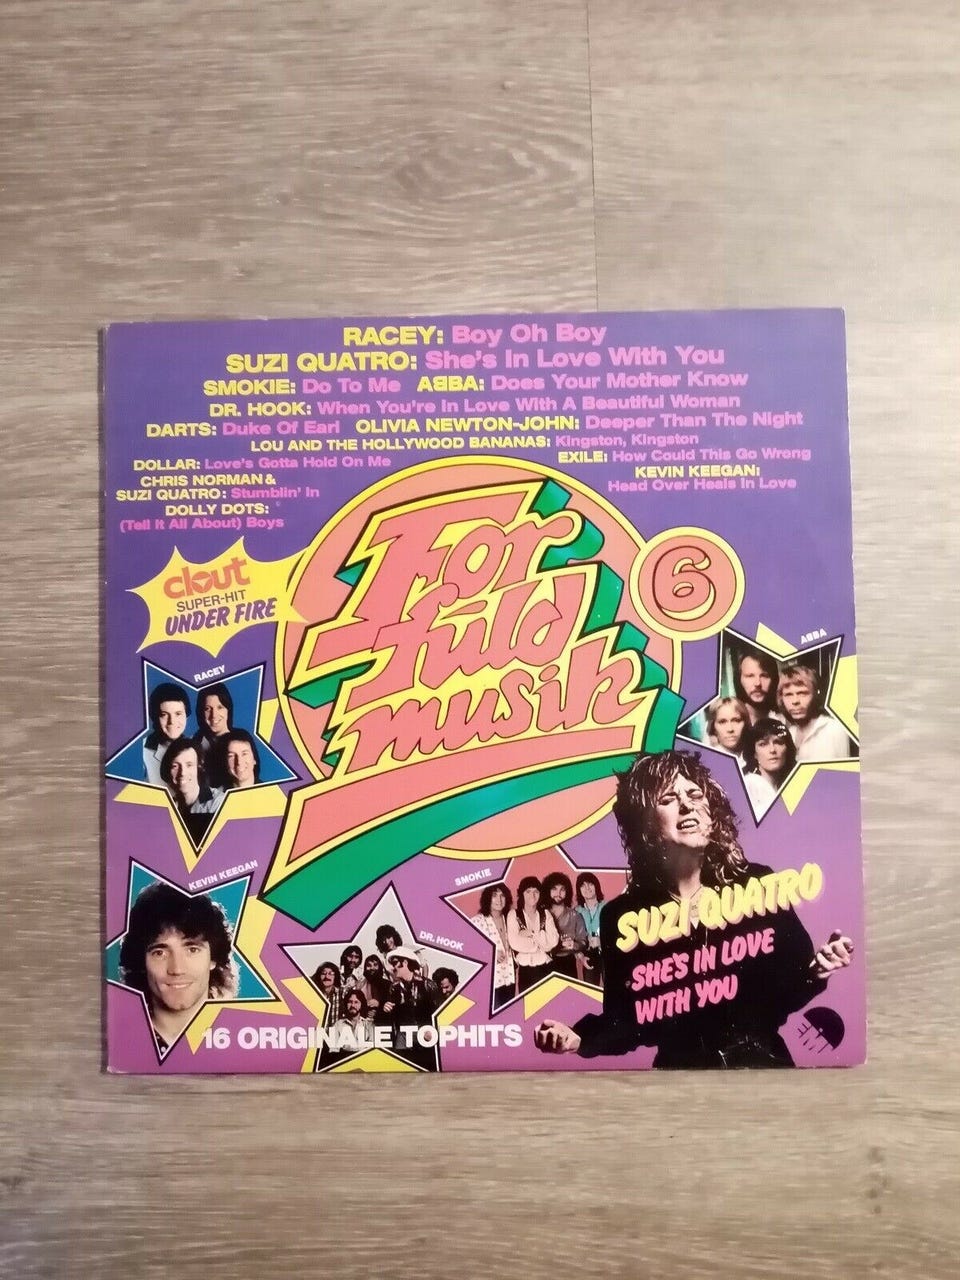 RACEY: Boy Oh Boy
SUZI QUATRO: She's In Love With You
SMOKIE: Do To Me ABBA: Does Your Mother Know
DR. HOOK: When You're In Love With A Beautiful Woman
DARTS: Duke Of Earl OLIVIA NEWTON-JOHN: Deeper Than The Night
LOU AND THE HOLLYWOOD BANANAS: Kingston, Kingston
DOLLAR: Love's Gotta Hold On Me
EXILE: How Could This Go Wrong
CHRIS NORMAN &
SUZI QUATRO: Stumblin' In
KEVIN KEEGAN:
Head Over Heals In Love
DOLLY DOTS:
(Tell It All About) Boys
clout
SUPER-HIT
UNDER FIRE
For
fuld
musik
6
RACEY
ABBA
KEVIN KEEGAN
DR. HOOK
SMOKIE
SUZI QUATRO
SHE'S IN LOVE
WITH YOU
16 ORIGINALE TOPHITS
EMI